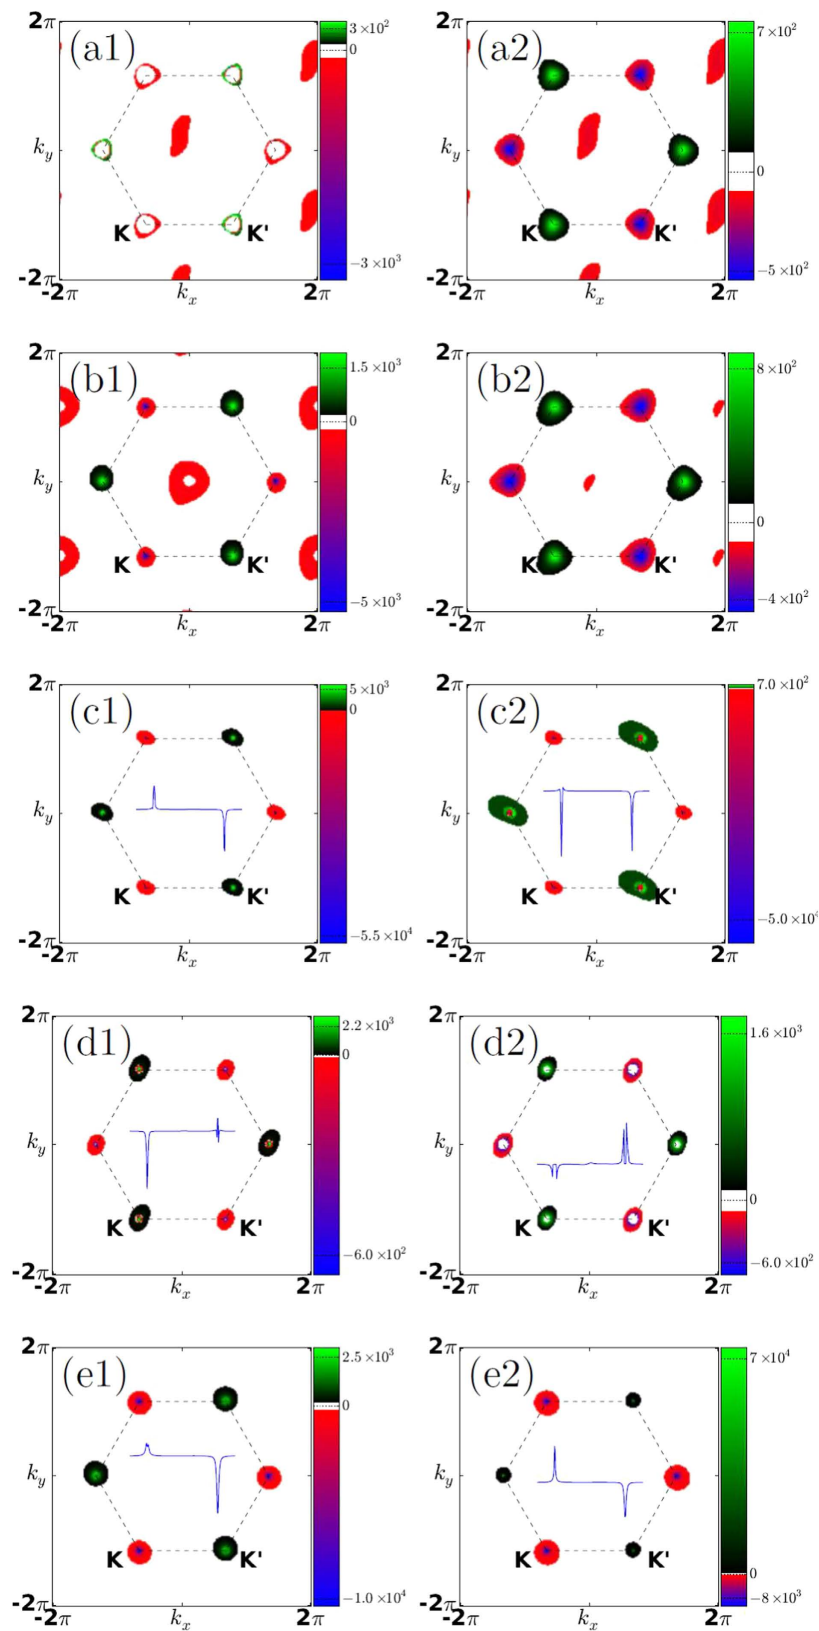 2π (a1) 3×10² (a2) 7×10²
0
k_y K K' k_y K K' 0
−3×10³ −5×10²
-2π -2π
-2π k_x 2π -2π k_x 2π
2π (b1) 1.5×10³ 2π (b2) 8×10²
0
k_y K K' k_y K K' 0
−5×10³ −4×10²
-2π -2π
-2π k_x 2π -2π k_x 2π
2π (c1) 5×10³ 2π (c2) 7.0×10²
0
k_y K K' k_y K K'
−5.5×10⁴ −5.0×10⁴
-2π -2π
-2π k_x 2π -2π k_x 2π
2π (d1) 2.2×10³ 2π (d2) 1.6×10³
0
k_y K K' k_y K K' 0
−6.0×10² −6.0×10²
-2π -2π
-2π k_x 2π -2π k_x 2π
2π (e1) 2.5×10³ 2π (e2) 7×10⁴
0
k_y K K' k_y K K' 0
−1.0×10⁴ −8×10³
-2π -2π
-2π k_x 2π -2π k_x 2π